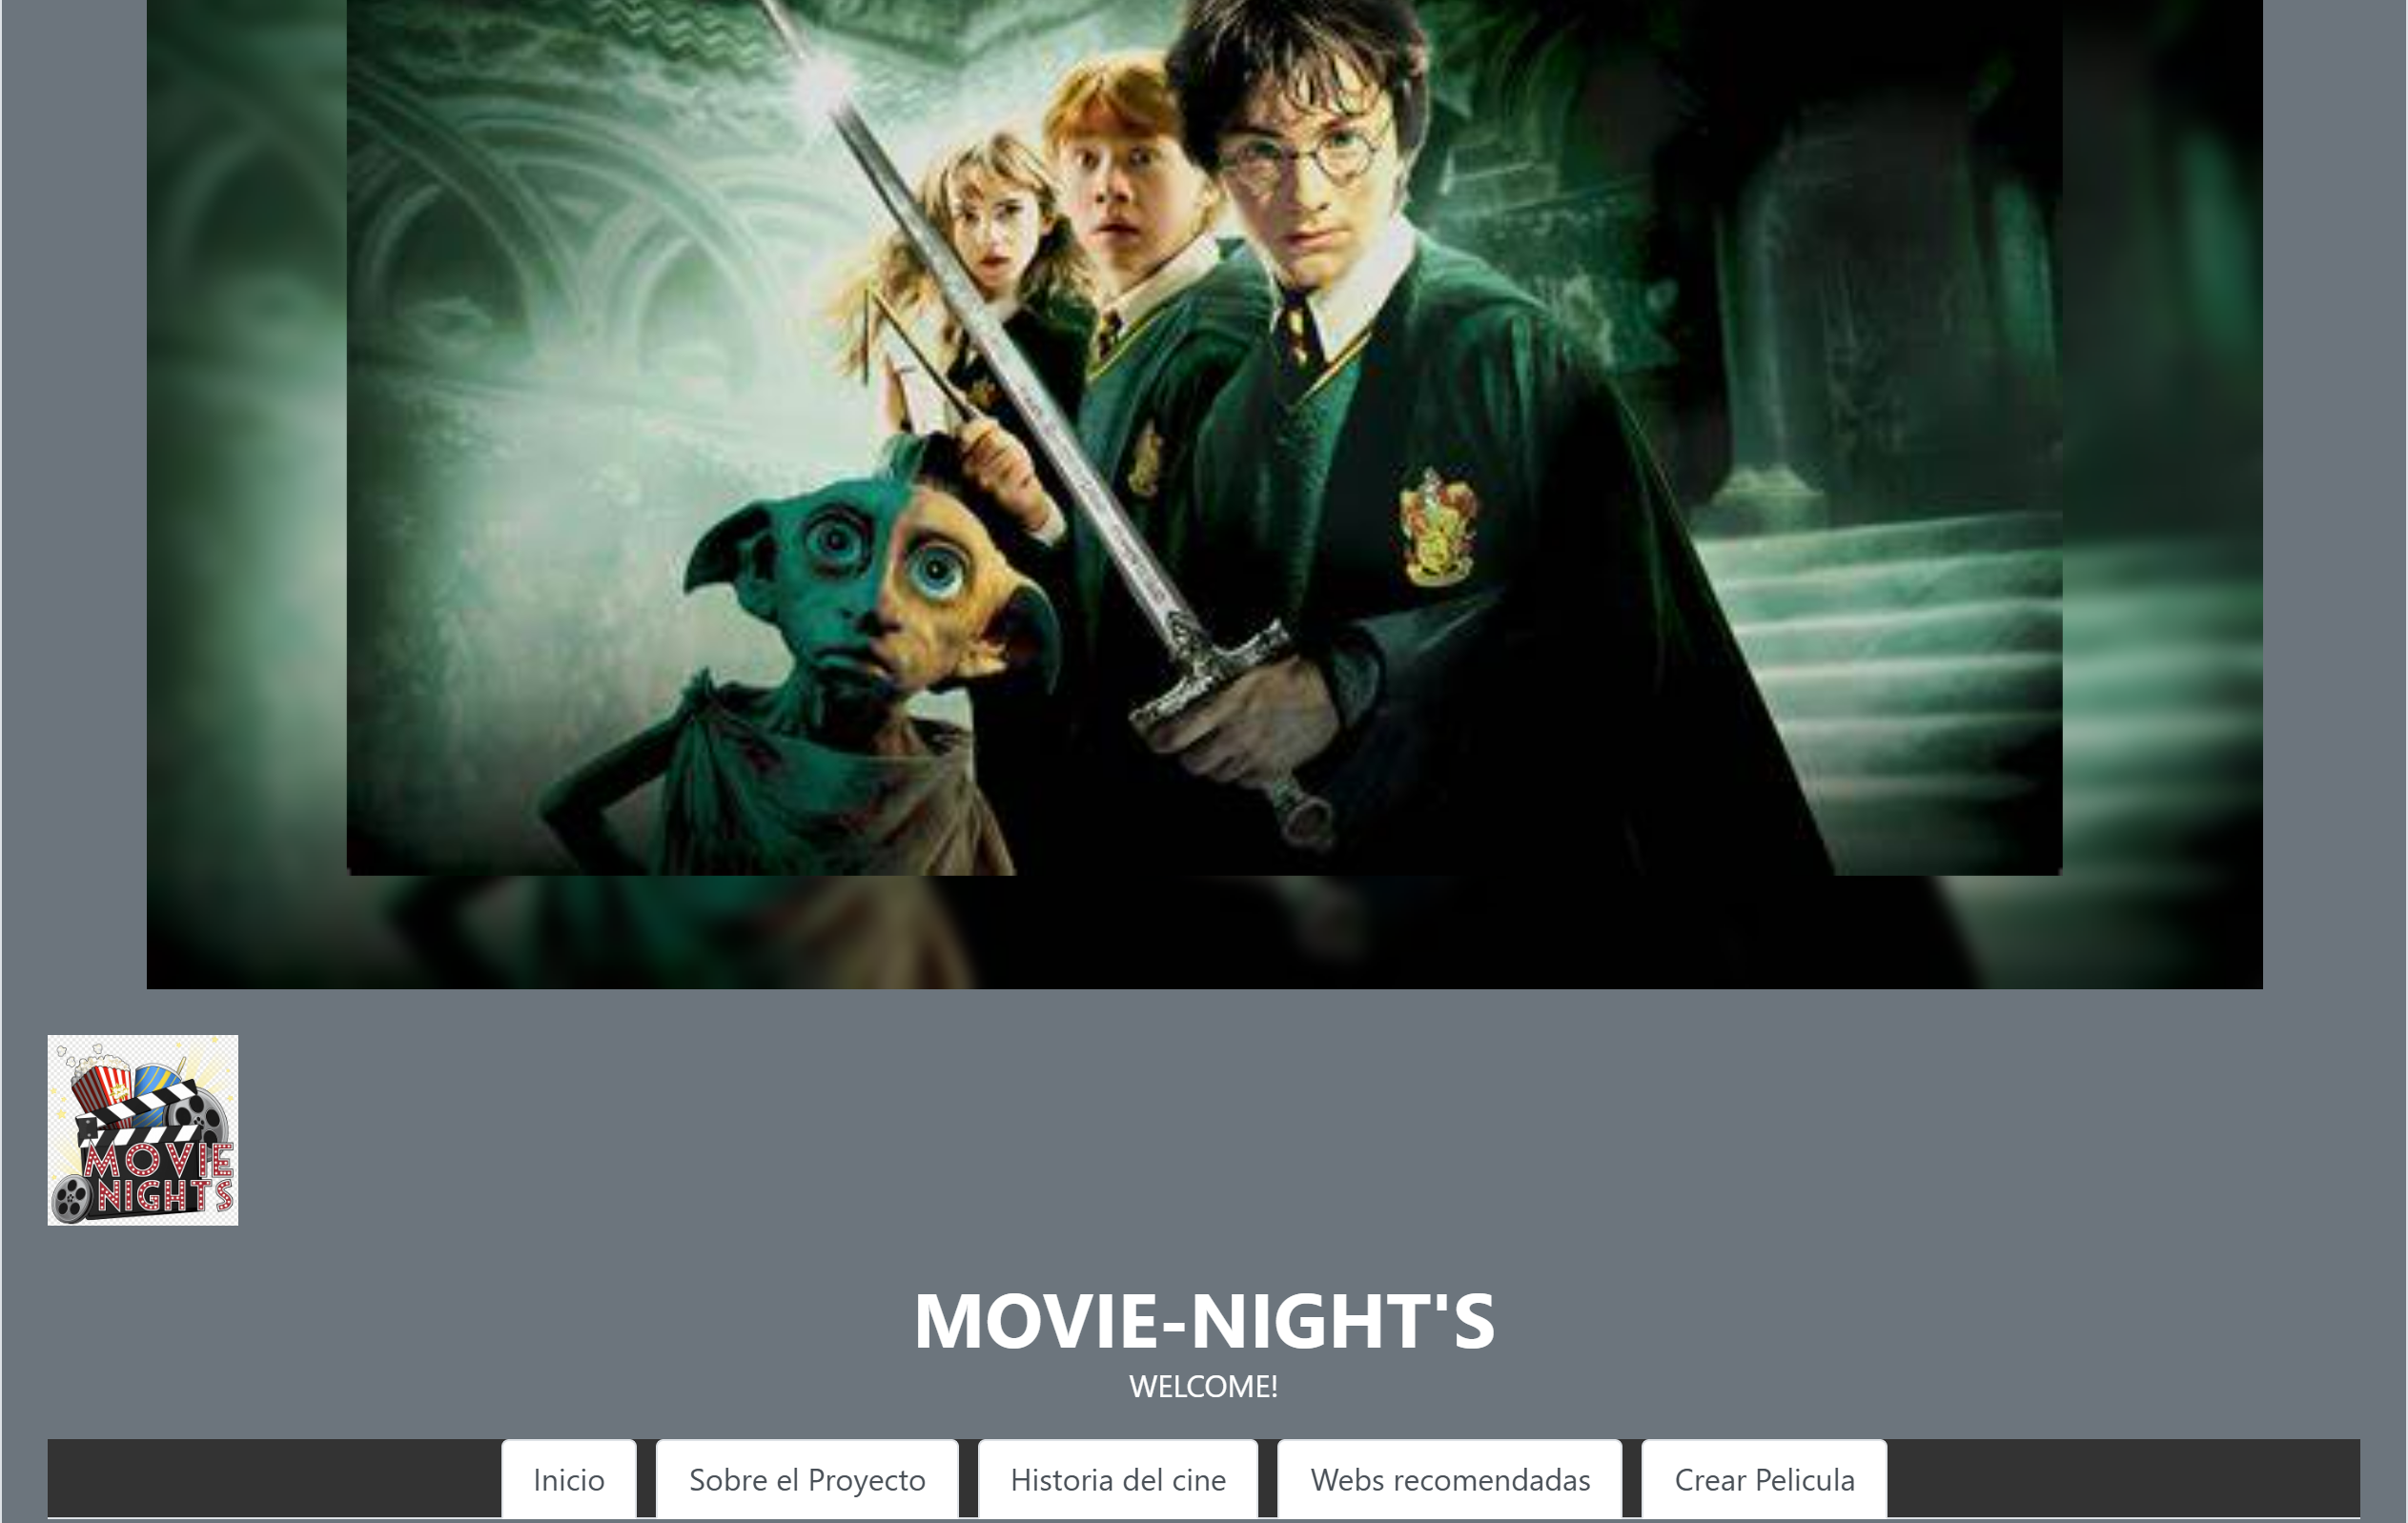 MOVIE
NIGHTS
MOVIE-NIGHT'S
WELCOME!
Inicio
Sobre el Proyecto
Historia del cine
Webs recomendadas
Crear Pelicula